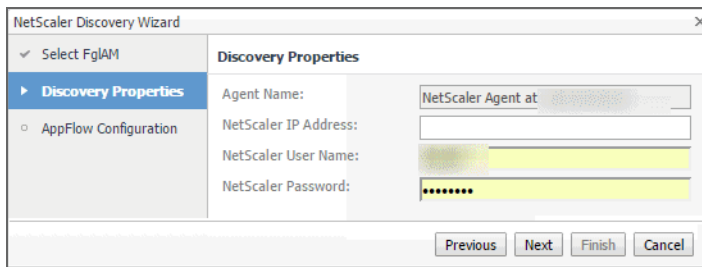 NetScaler Discovery Wizard
Select FglAM
Discovery Properties
AppFlow Configuration
Discovery Properties
Agent Name:
NetScaler Agent at
NetScaler IP Address:
NetScaler User Name:
NetScaler Password:
••••••••
Previous
Next
Finish
Cancel